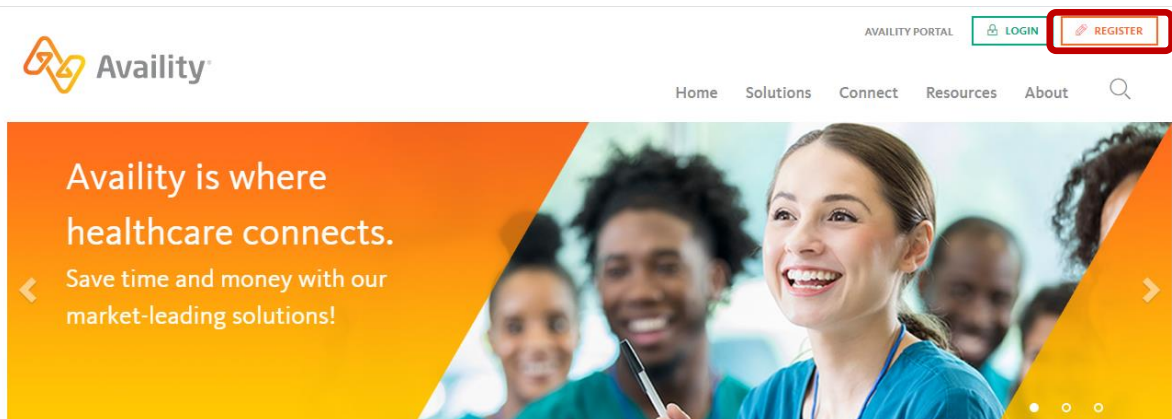 AVAILITY PORTAL LOGIN REGISTER
Availity
Home Solutions Connect Resources About
Availity is where
healthcare connects.
Save time and money with our
market-leading solutions!